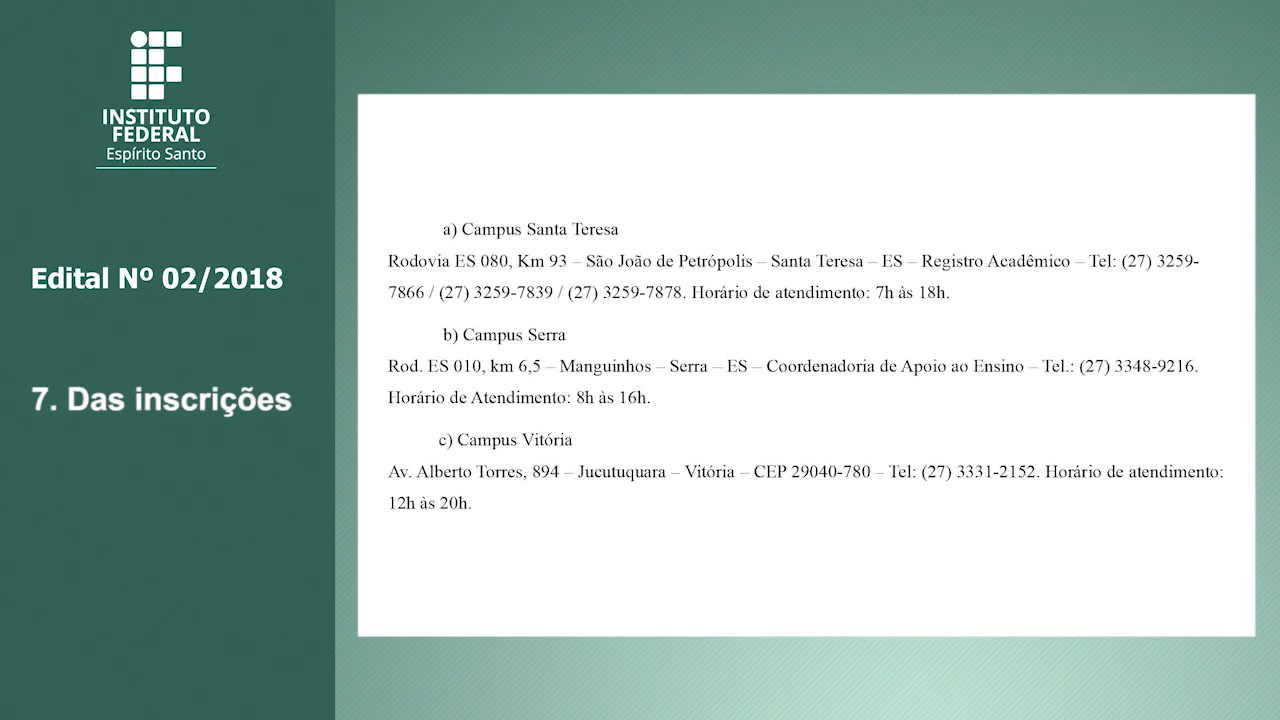 INSTITUTO
FEDERAL
Espírito Santo
Edital Nº 02/2018
7. Das inscrições
a) Campus Santa Teresa
Rodovia ES 080, Km 93 – São João de Petrópolis – Santa Teresa – ES – Registro Acadêmico – Tel: (27) 3259-
7866 / (27) 3259-7839 / (27) 3259-7878. Horário de atendimento: 7h às 18h.
b) Campus Serra
Rod. ES 010, km 6,5 – Manguinhos – Serra – ES – Coordenadoria de Apoio ao Ensino – Tel.: (27) 3348-9216.
Horário de Atendimento: 8h às 16h.
c) Campus Vitória
Av. Alberto Torres, 894 – Jucutuquara – Vitória – CEP 29040-780 – Tel: (27) 3331-2152. Horário de atendimento:
12h às 20h.